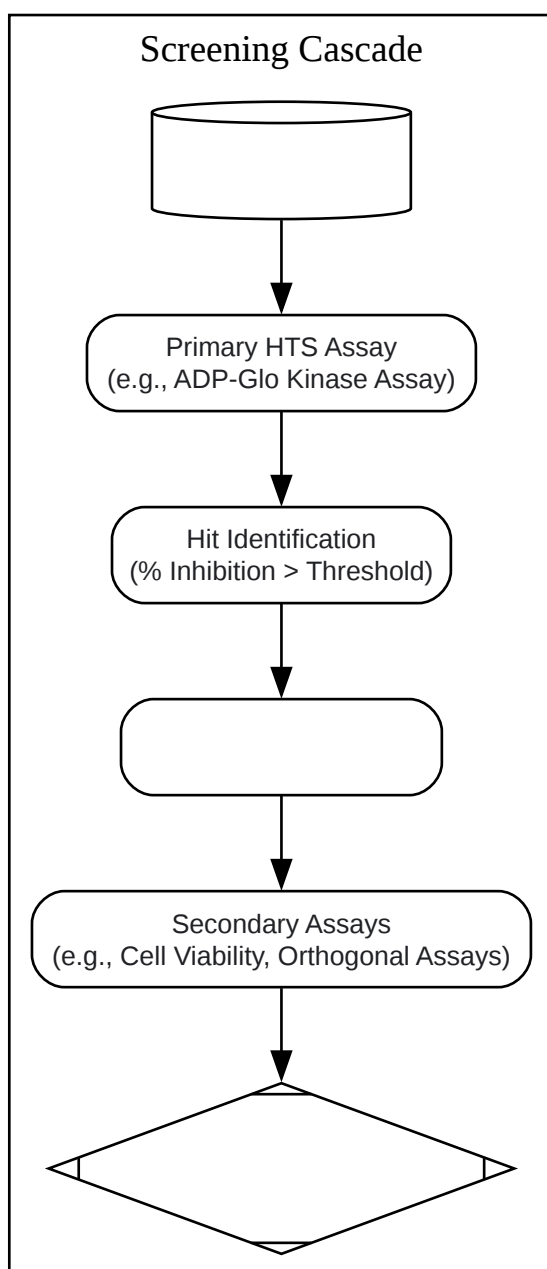 Screening Cascade
Primary HTS Assay
(e.g., ADP-Glo Kinase Assay)
Hit Identification
(% Inhibition > Threshold)
Secondary Assays
(e.g., Cell Viability, Orthogonal Assays)